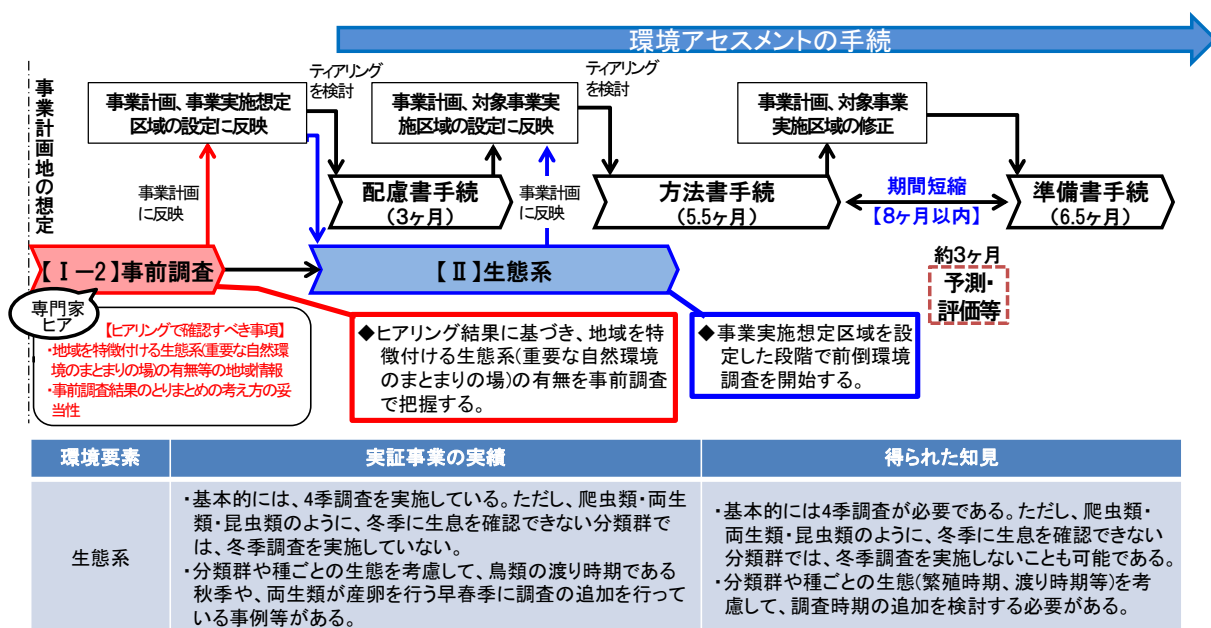 環境アセスメントの手続
事業計画地の想定
ティアリング
を検討
ティアリング
を検討
事業計画、事業実施想定
区域の設定に反映
事業計画、対象事業実
施区域の設定に反映
事業計画、対象事業
実施区域の修正
事業計画
に反映
配慮書手続
(3ヶ月)
事業計画
に反映
方法書手続
(5.5ヶ月)
期間短縮
【8ヶ月以内】
準備書手続
(6.5ヶ月)
【Ⅰ－2】事前調査
【Ⅱ】生態系
約3ヶ月
予測・
評価等
専門家
ヒア
【ヒアリングで確認すべき事項】
・地域を特徴付ける生態系(重要な自然環
境のまとまりの場)の有無等の地域情報
・事前調査結果のとりまとめの考え方の妥
当性
◆ヒアリング結果に基づき、地域を特
徴付ける生態系(重要な自然環境
のまとまりの場)の有無を事前調査
で把握する。
◆事業実施想定区域を設
定した段階で前倒環境
調査を開始する。
環境要素
実証事業の実績
得られた知見
生態系
・基本的には、4季調査を実施している。ただし、爬虫類・両生
類・昆虫類のように、冬季に生息を確認できない分類群で
は、冬季調査を実施していない。
・分類群や種ごとの生態を考慮して、鳥類の渡り時期である
秋季や、両生類が産卵を行う早春季に調査の追加を行って
いる事例等がある。
・基本的には4季調査が必要である。ただし、爬虫類・
両生類・昆虫類のように、冬季に生息を確認できない
分類群では、冬季調査を実施しないことも可能である。
・分類群や種ごとの生態(繁殖時期、渡り時期等)を考
慮して、調査時期の追加を検討する必要がある。